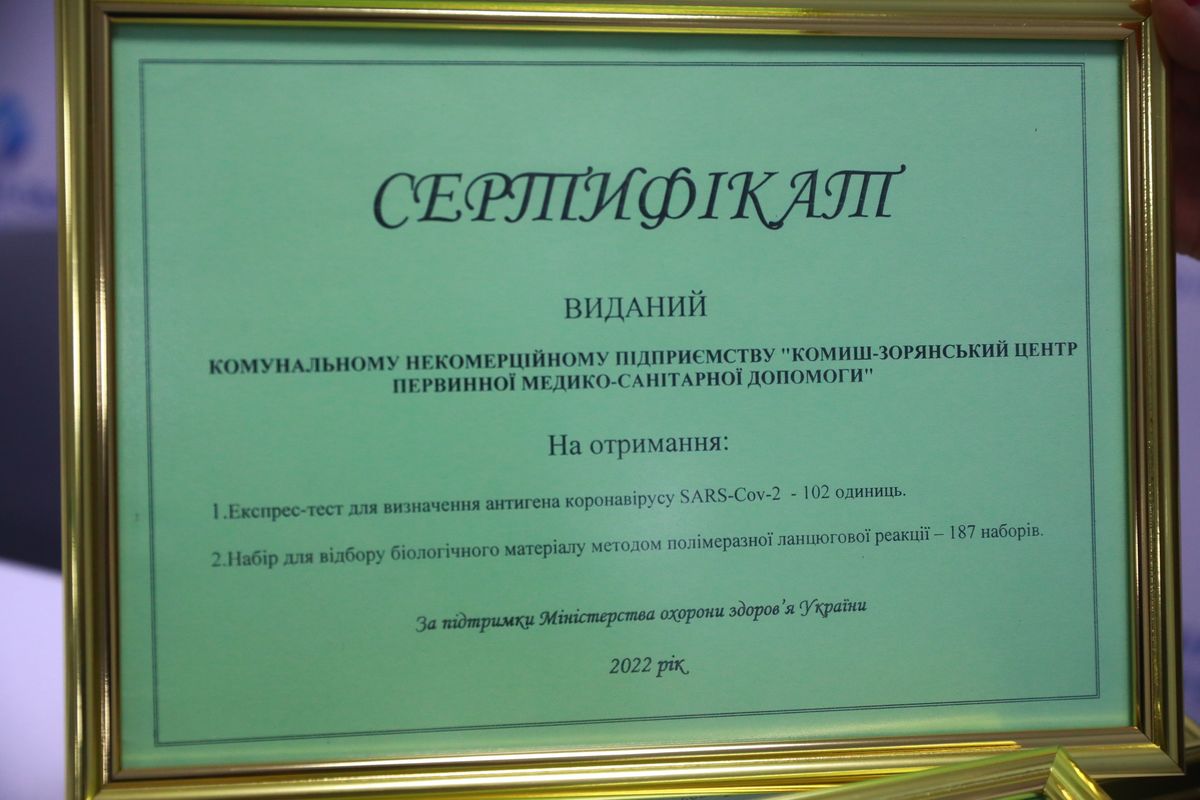 СЕРТИФІКАТ
ВИДАНИЙ
КОМУНАЛЬНОМУ НЕКОМЕРЦІЙНОМУ ПІДПРИЄМСТВУ "КОМИШ-ЗОРЯНСЬКИЙ ЦЕНТР
ПЕРВИННОЇ МЕДИКО-САНІТАРНОЇ ДОПОМОГИ"
На отримання:
1.Експрес-тест для визначення антигена коронавірусу SARS-Cov-2 - 102 одиниць.
2.Набір для відбору біологічного матеріалу методом полімеразної ланцюгової реакції – 187 наборів.
За підтримки Міністерства охорони здоров’я України
2022 рік